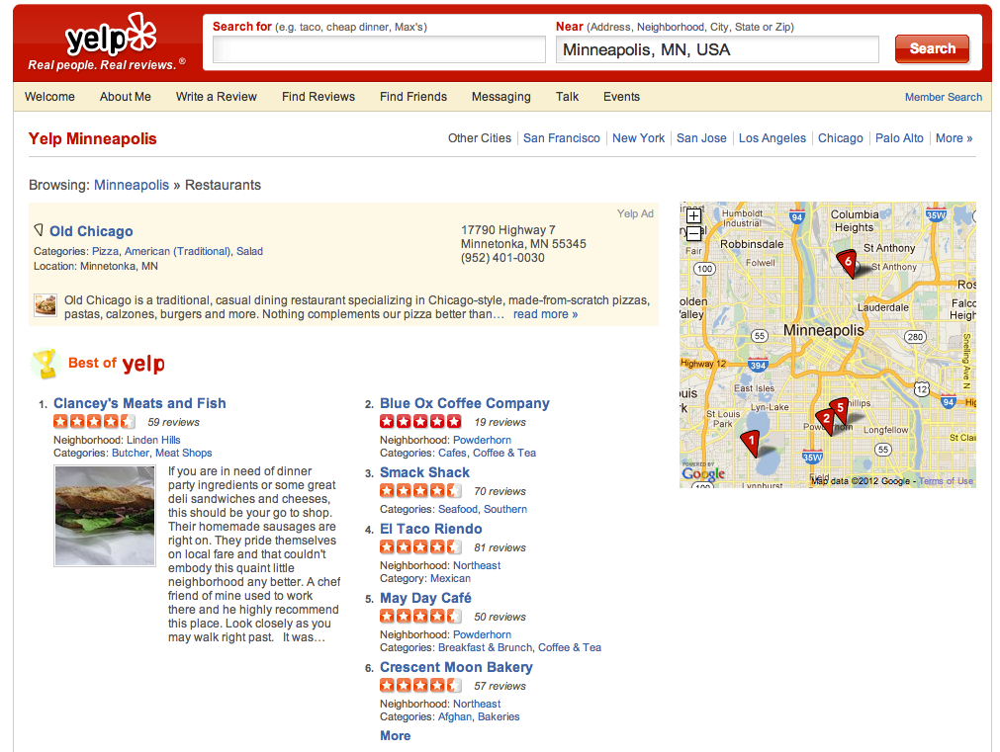 yelp
Real people. Real reviews. ®
Search for (e.g. taco, cheap dinner, Max's)
Near (Address, Neighborhood, City, State or Zip)
Minneapolis, MN, USA
Search
Welcome About Me Write a Review Find Reviews Find Friends Messaging Talk Events
Member Search
Yelp Minneapolis
Other Cities San Francisco New York San Jose Los Angeles Chicago Palo Alto More »
Browsing: Minneapolis » Restaurants
Yelp Ad
Old Chicago
Categories: Pizza, American (Traditional), Salad
Location: Minnetonka, MN
17790 Highway 7
Minnetonka, MN 55345
(952) 401-0030
Old Chicago is a traditional, casual dining restaurant specializing in Chicago-style, made-from-scratch pizzas,
pastas, calzones, burgers and more. Nothing complements our pizza better than… read more »
Best of yelp
1. Clancey's Meats and Fish
59 reviews
Neighborhood: Linden Hills
Categories: Butcher, Meat Shops
If you are in need of dinner
party ingredients or some great
deli sandwiches and cheeses,
this should be your go to shop.
Their homemade sausages are
right on. They pride themselves
on local fare and that couldn't
embody this quaint little
neighborhood any better. A chef
friend of mine used to work
there and he highly recommend
this place. Look closely as you
may walk right past. It was…
2. Blue Ox Coffee Company
19 reviews
Neighborhood: Powderhorn
Categories: Cafes, Coffee & Tea
3. Smack Shack
70 reviews
Categories: Seafood, Southern
4. El Taco Riendo
81 reviews
Neighborhood: Northeast
Category: Mexican
5. May Day Café
50 reviews
Neighborhood: Powderhorn
Categories: Breakfast & Brunch, Coffee & Tea
6. Crescent Moon Bakery
57 reviews
Neighborhood: Northeast
Categories: Afghan, Bakeries
More
+
−
Humboldt
Industrial
94
Columbia
Heights
35W
Robbinsdale
Fair
Folwell
100
6
St Anthony
St Anthony
Lauderdale
Minneapolis
55
280
Highway 12
394
East Isles
Lyn-Lake
St Louis
Park
12
94
Snelling Ave N
5
2
1
Longfellow
55
35W
POWERED BY
Google
100
Map data ©2012 Google - Terms of Use